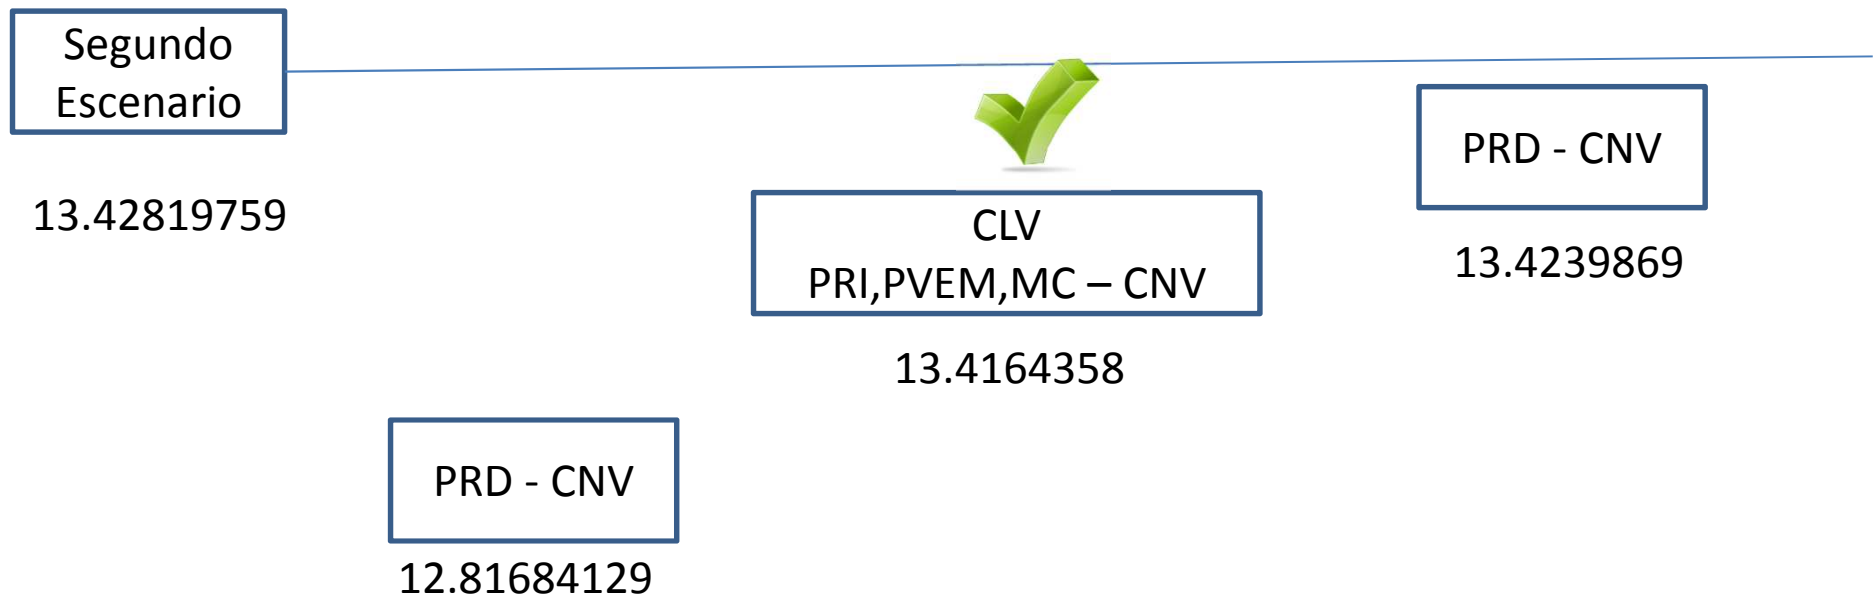 Segundo
Escenario
13.42819759
PRD - CNV
12.81684129
CLV
PRI,PVEM,MC – CNV
13.4164358
PRD - CNV
13.4239869